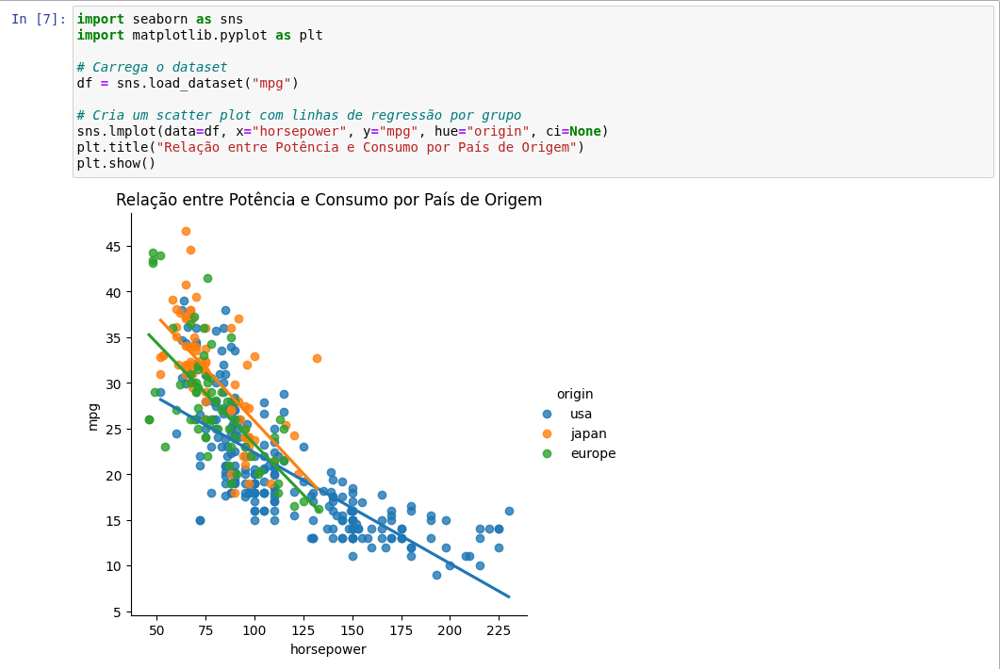 In [7]:
import seaborn as sns
import matplotlib.pyplot as plt
# Carrega o dataset
df = sns.load_dataset("mpg")
# Cria um scatter plot com linhas de regressão por grupo
sns.lmplot(data=df, x="horsepower", y="mpg", hue="origin", ci=None)
plt.title("Relação entre Potência e Consumo por País de Origem")
plt.show()
Relação entre Potência e Consumo por País de Origem
45
40
35
30
25
20
15
10
5
mpg
50 75 100 125 150 175 200 225
horsepower
origin
usa
japan
europe